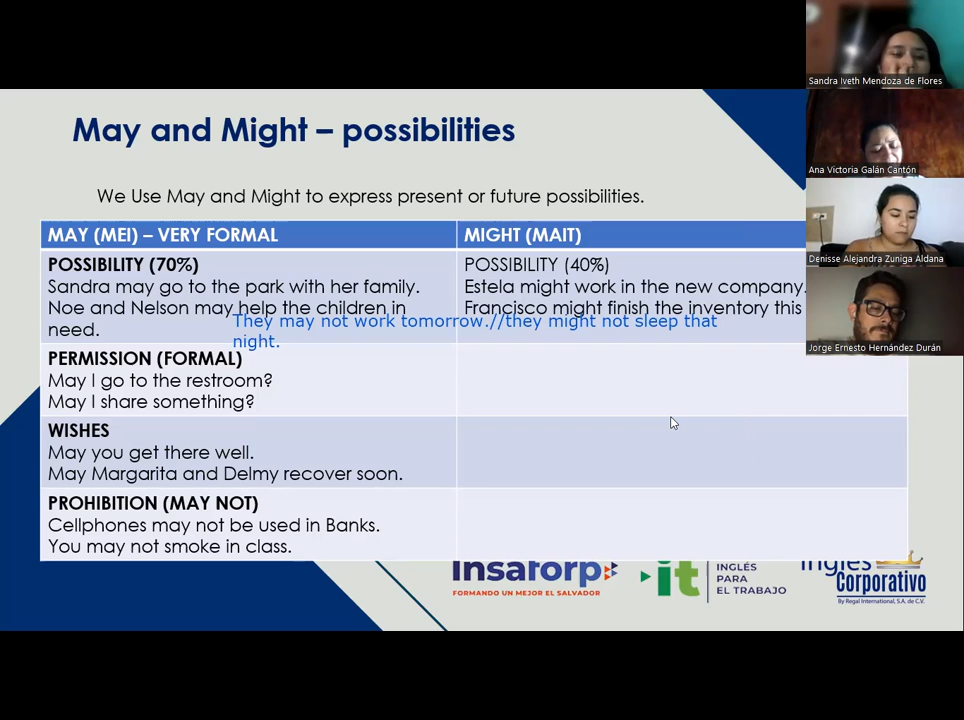 May and Might – possibilities
We Use May and Might to express present or future possibilities.
MAY (MEI) – VERY FORMAL
MIGHT (MAIT)
POSSIBILITY (70%)
Sandra may go to the park with her family.
Noe and Nelson may help the children in
need.
POSSIBILITY (40%)
Estela might work in the new company.
Francisco might finish the inventory this
They may not work tomorrow.//they might not sleep that
night.
PERMISSION (FORMAL)
May I go to the restroom?
May I share something?
WISHES
May you get there well.
May Margarita and Delmy recover soon.
PROHIBITION (MAY NOT)
Cellphones may not be used in Banks.
You may not smoke in class.
Insaforp
FORMANDO UN MEJOR EL SALVADOR
it
INGLÉS
PARA
EL TRABAJO
Inglés
Corporativo
By Regal International, S.A. de C.V.
Sandra Iveth Mendoza de Flores
Ana Victoria Galán Cantón
Denisse Alejandra Zuniga Aldana
Jorge Ernesto Hernández Durán